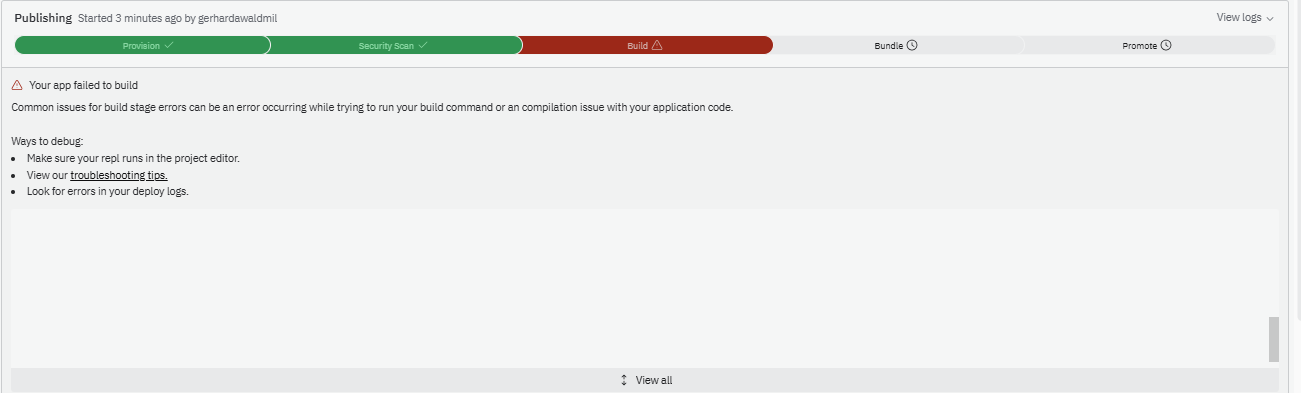 Publishing Started 3 minutes ago by gerhardawaldmil View logs
Provision Security Scan Build Bundle Promote
Your app failed to build
Common issues for build stage errors can be an error occurring while trying to run your build command or an compilation issue with your application code.
Ways to debug:
• Make sure your repl runs in the project editor.
• View our troubleshooting tips.
• Look for errors in your deploy logs.
View all